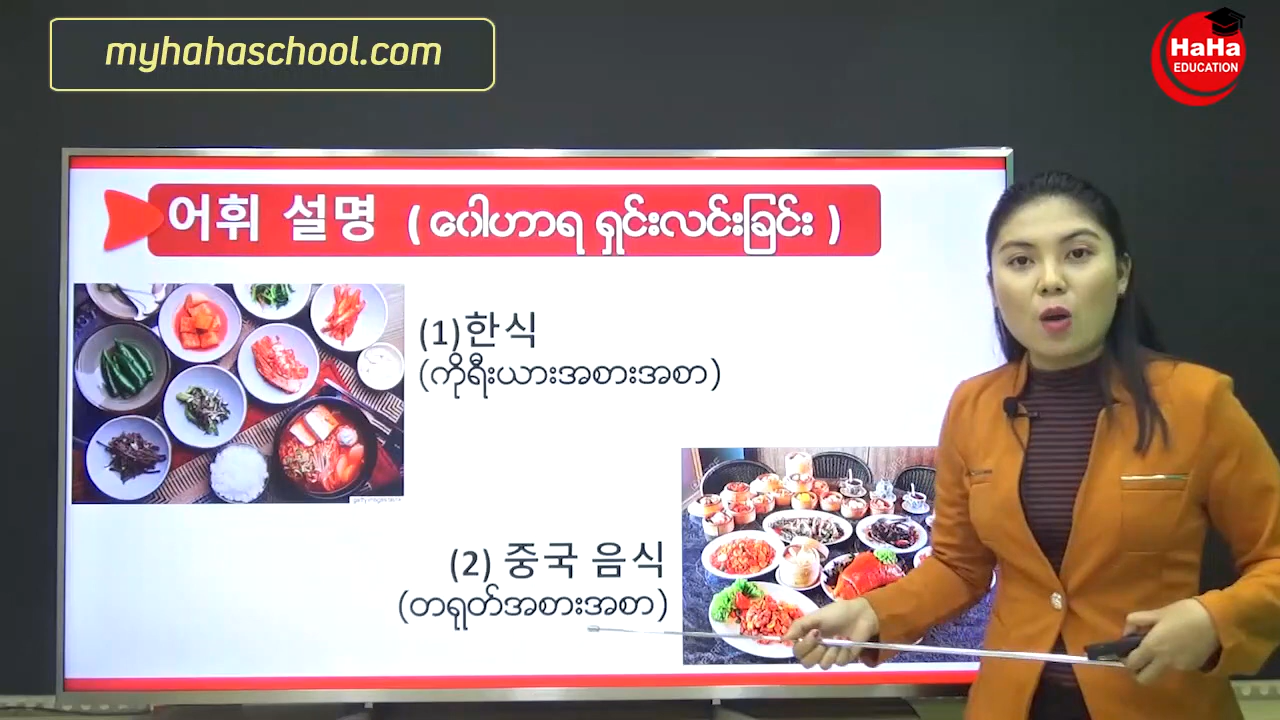 myhahaschool.com
HaHa
EDUCATION
어휘 설명 ( ဝေါဟာရ ရှင်းလင်းခြင်း )
(1)한식
(ကိုရီးယားအစားအစာ)
(2) 중국 음식
(တရုတ်အစားအစာ)